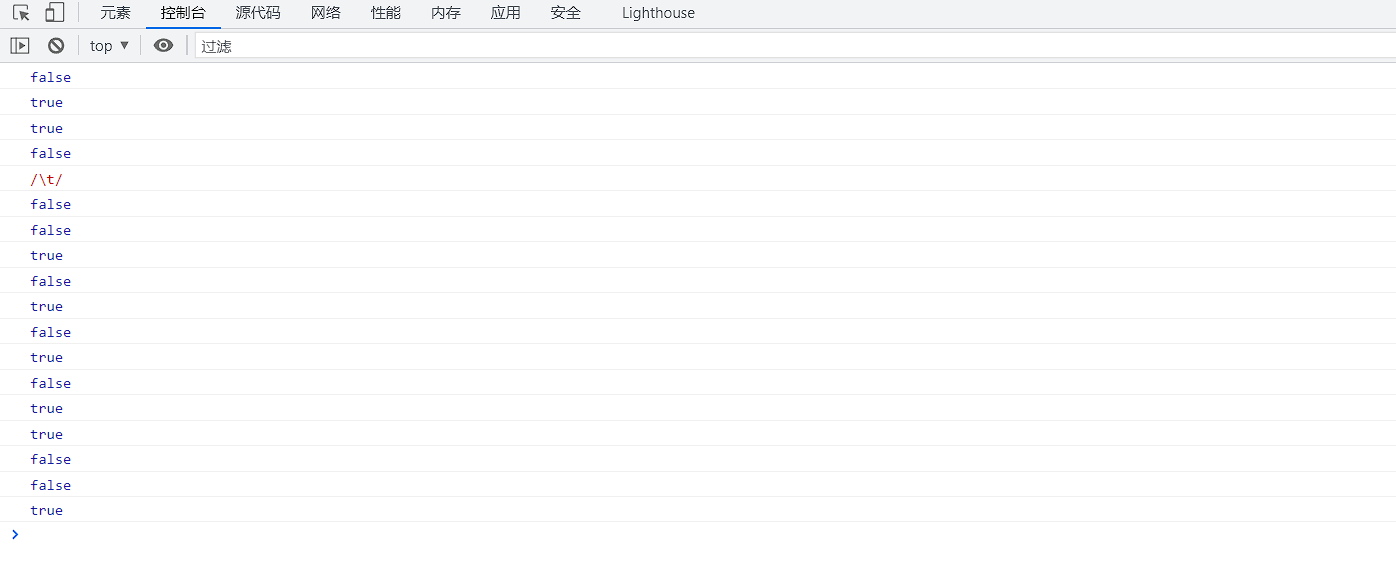 元素 控制台 源代码 网络 性能 内存 应用 安全 Lighthouse
top ▼ 过滤
false
true
true
false
/\t/
false
false
true
false
true
false
true
false
true
true
false
false
true